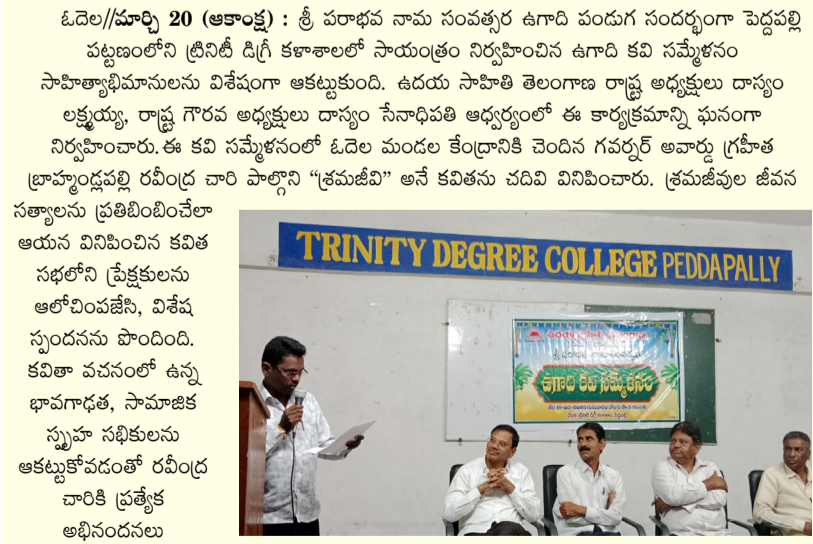 ఓదెల//మార్చి 20 (ఆకాంక్ష) : శ్రీ పరాభవ నామ సంవత్సర ఉగాది పండుగ సందర్భంగా పెద్దపల్లి
పట్టణంలోని ట్రినిటీ డిగ్రీ కళాశాలలో సాయంత్రం నిర్వహించిన ఉగాది కవి సమ్మేళనం
సాహిత్యాభిమానులను విశేషంగా ఆకట్టుకుంది. ఉదయ సాహితి తెలంగాణ రాష్ట్ర అధ్యక్షులు దాస్యం
లక్ష్మయ్య, రాష్ట్ర గౌరవ అధ్యక్షులు దాస్యం సేనాధిపతి ఆధ్వర్యంలో ఈ కార్యక్రమాన్ని ఘనంగా
నిర్వహించారు. ఈ కవి సమ్మేళనంలో ఓదెల మండల కేంద్రానికి చెందిన గవర్నర్ అవార్డు గ్రహీత
బ్రాహ్మండ్లపల్లి రవీంద్ర చారి పాల్గొని “శ్రమజీవి” అనే కవితను చదివి వినిపించారు. శ్రమజీవుల జీవన
సత్యాలను ప్రతిబింబించేలా
ఆయన వినిపించిన కవిత
సభలోని ప్రేక్షకులను
ఆలోచింపజేసి, విశేష
స్పందనను పొందింది.
కవితా వచనంలో ఉన్న
భావగాఢత, సామాజిక
స్పృహ సభికులను
ఆకట్టుకోవడంతో రవీంద్ర
చారికి ప్రత్యేక
అభినందనలు
TRINITY DEGREE COLLEGE PEDDAPALLY
శ్రీ పరాభవ
ఉగాది కవి సమ్మేళనం